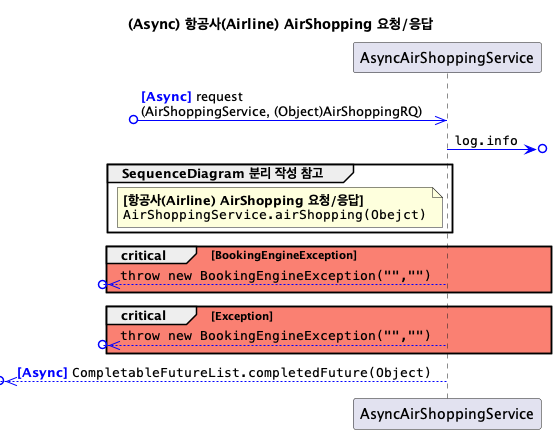 (Async) 항공사(Airline) AirShopping 요청/응답
AsyncAirShoppingService
[Async] request
(AirShoppingService, (Object)AirShoppingRQ)
log.info
SequenceDiagram 분리 작성 참고
[항공사(Airline) AirShopping 요청/응답]
AirShoppingService.airShopping(Obejct)
critical [BookingEngineException]
throw new BookingEngineException("","")
critical [Exception]
throw new BookingEngineException("","")
[Async] CompletableFutureList.completedFuture(Object)
AsyncAirShoppingService